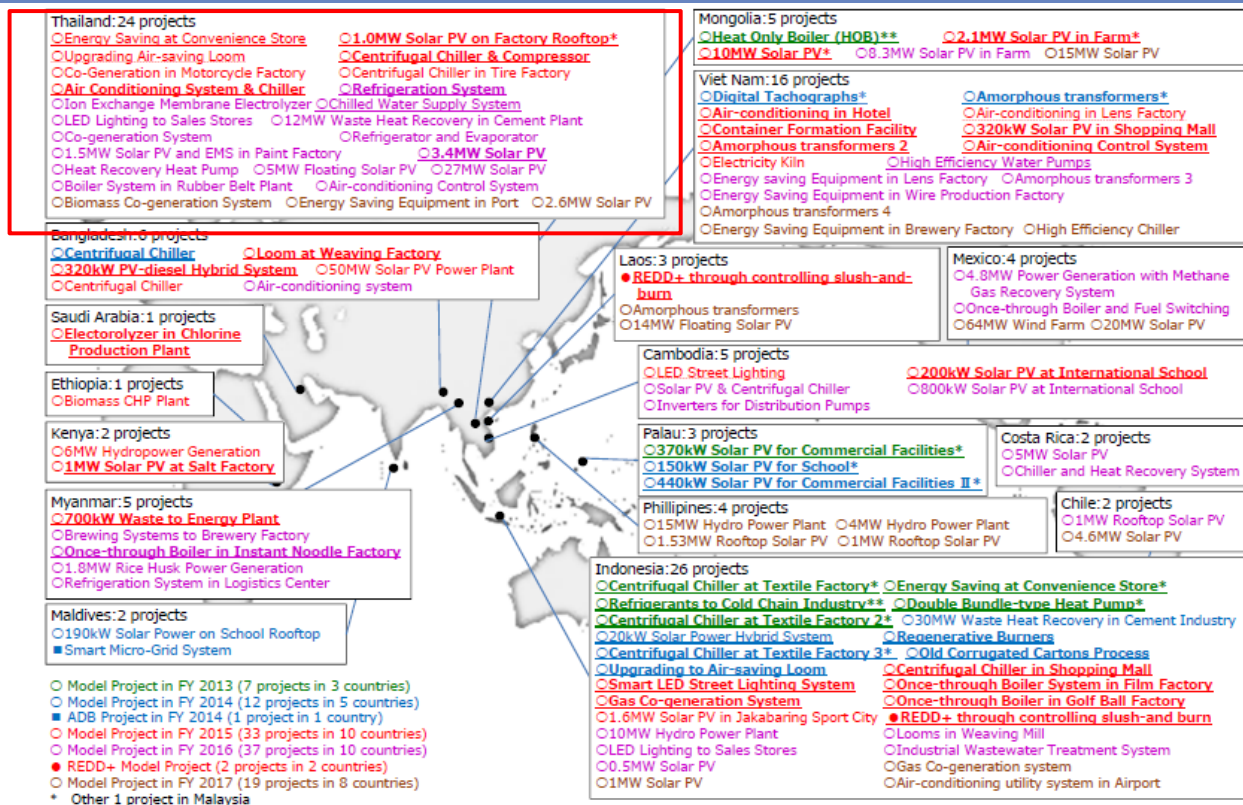 Thailand:24 projects
○Energy Saving at Convenience Store ○1.0MW Solar PV on Factory Rooftop*
○Upgrading Air-saving Loom ○Centrifugal Chiller & Compressor
○Co-Generation in Motorcycle Factory ○Centrifugal Chiller in Tire Factory
○Air Conditioning System & Chiller ○Refrigeration System
○Ion Exchange Membrane Electrolyzer ○Chilled Water Supply System
○LED Lighting to Sales Stores ○12MW Waste Heat Recovery in Cement Plant
○Co-generation System ○Refrigerator and Evaporator
○1.5MW Solar PV and EMS in Paint Factory ○3.4MW Solar PV
○Heat Recovery Heat Pump ○5MW Floating Solar PV ○27MW Solar PV
○Boiler System in Rubber Belt Plant ○Air-conditioning Control System
○Biomass Co-generation System ○Energy Saving Equipment in Port ○2.6MW Solar PV
Mongolia:5 projects
○Heat Only Boiler (HOB)** ○2.1MW Solar PV in Farm*
○10MW Solar PV* ○8.3MW Solar PV in Farm ○15MW Solar PV
Viet Nam:16 projects
○Digital Tachographs* ○Amorphous transformers*
○Air-conditioning in Hotel ○Air-conditioning in Lens Factory
○Container Formation Facility ○320kW Solar PV in Shopping Mall
○Amorphous transformers 2 ○Air-conditioning Control System
○Electricity Kiln ○High Efficiency Water Pumps
○Energy saving Equipment in Lens Factory ○Amorphous transformers 3
○Energy Saving Equipment in Wire Production Factory
○Amorphous transformers 4
○Energy Saving Equipment in Brewery Factory ○High Efficiency Chiller
Bangladesh:6 projects
○Centrifugal Chiller ○Loom at Weaving Factory
○320kW PV-diesel Hybrid System ○50MW Solar PV Power Plant
○Centrifugal Chiller ○Air-conditioning system
Laos:3 projects
●REDD+ through controlling slush-and-
burn
○Amorphous transformers
○14MW Floating Solar PV
Mexico:4 projects
○4.8MW Power Generation with Methane
Gas Recovery System
○Once-through Boiler and Fuel Switching
○64MW Wind Farm ○20MW Solar PV
Saudi Arabia:1 projects
○Electorolyzer in Chlorine
Production Plant
Cambodia:5 projects
○LED Street Lighting ○200kW Solar PV at International School
○Solar PV & Centrifugal Chiller ○800kW Solar PV at International School
○Inverters for Distribution Pumps
Ethiopia:1 projects
○Biomass CHP Plant
Kenya:2 projects
○6MW Hydropower Generation
○1MW Solar PV at Salt Factory
Palau:3 projects
○370kW Solar PV for Commercial Facilities*
○150kW Solar PV for School*
○440kW Solar PV for Commercial Facilities Ⅱ*
Costa Rica:2 projects
○5MW Solar PV
○Chiller and Heat Recovery System
Myanmar:5 projects
○700kW Waste to Energy Plant
○Brewing Systems to Brewery Factory
○Once-through Boiler in Instant Noodle Factory
○1.8MW Rice Husk Power Generation
○Refrigeration System in Logistics Center
Phillipines:4 projects
○15MW Hydro Power Plant ○4MW Hydro Power Plant
○1.53MW Rooftop Solar PV ○1MW Rooftop Solar PV
Chile:2 projects
○1MW Rooftop Solar PV
○4.6MW Solar PV
Maldives:2 projects
○190kW Solar Power on School Rooftop
■Smart Micro-Grid System
Indonesia:26 projects
○Centrifugal Chiller at Textile Factory* ○Energy Saving at Convenience Store*
○Refrigerants to Cold Chain Industry** ○Double Bundle-type Heat Pump*
○Centrifugal Chiller at Textile Factory 2* ○30MW Waste Heat Recovery in Cement Industry
○20kW Solar Power Hybrid System ○Regenerative Burners
○Centrifugal Chiller at Textile Factory 3* ○Old Corrugated Cartons Process
○Upgrading to Air-saving Loom ○Centrifugal Chiller in Shopping Mall
○Smart LED Street Lighting System ○Once-through Boiler System in Film Factory
○Gas Co-generation System ○Once-through Boiler in Golf Ball Factory
○1.6MW Solar PV in Jakabaring Sport City ●REDD+ through controlling slush-and burn
○10MW Hydro Power Plant ○Looms in Weaving Mill
○LED Lighting to Sales Stores ○Industrial Wastewater Treatment System
○0.5MW Solar PV ○Gas Co-generation system
○1MW Solar PV ○Air-conditioning utility system in Airport
○ Model Project in FY 2013 (7 projects in 3 countries)
○ Model Project in FY 2014 (12 projects in 5 countries)
■ ADB Project in FY 2014 (1 project in 1 country)
○ Model Project in FY 2015 (33 projects in 10 countries)
○ Model Project in FY 2016 (37 projects in 10 countries)
● REDD+ Model Project (2 projects in 2 countries)
○ Model Project in FY 2017 (19 projects in 8 countries)
* Other 1 project in Malaysia